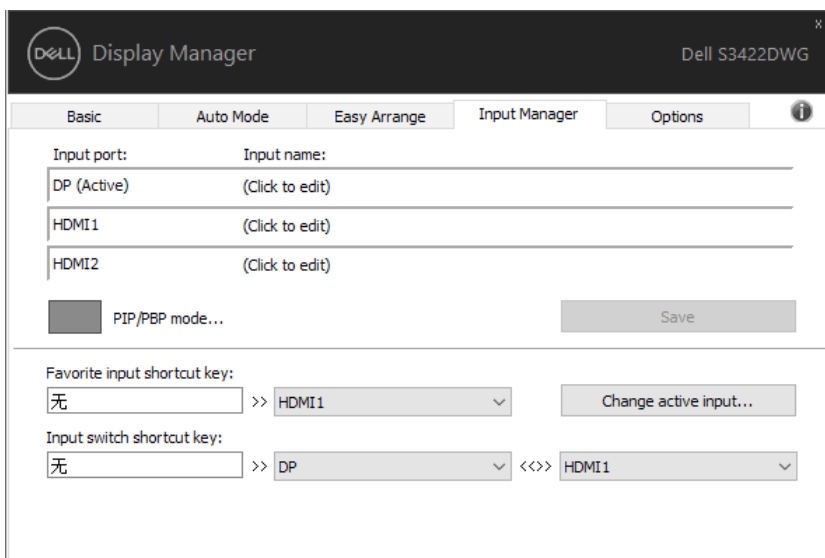 x
DELL Display Manager Dell S3422DWG
Basic Auto Mode Easy Arrange Input Manager Options i
Input port: Input name:
DP (Active) (Click to edit)
HDMI1 (Click to edit)
HDMI2 (Click to edit)
PIP/PBP mode... Save
Favorite input shortcut key:
无 >> HDMI1 Change active input...
Input switch shortcut key:
无 >> DP <<>> HDMI1